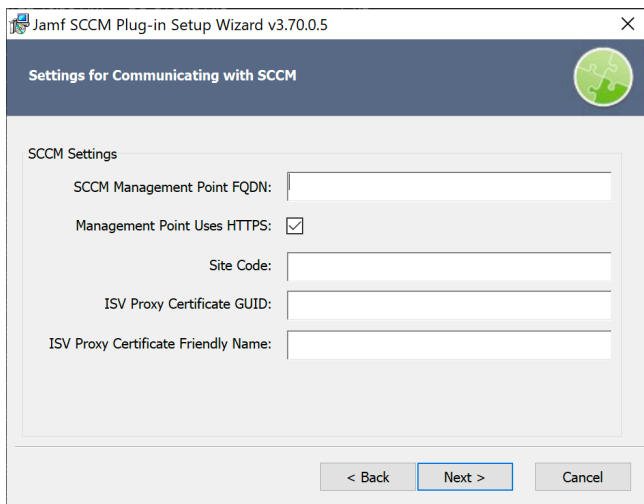 Jamf SCCM Plug-in Setup Wizard v3.70.0.5
Settings for Communicating with SCCM
SCCM Settings
SCCM Management Point FQDN:
Management Point Uses HTTPS:
Site Code:
ISV Proxy Certificate GUID:
ISV Proxy Certificate Friendly Name:
< Back Next > Cancel